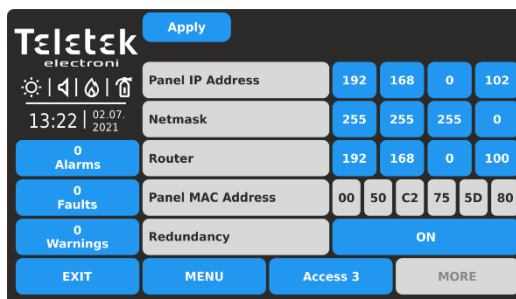 Teletek
electroni
Apply
13:22 02.07.
2021
Panel IP Address 192 168 0 102
Netmask 255 255 255 0
Router 192 168 0 100
Panel MAC Address 00 50 C2 75 5D 80
Redundancy ON
0
Alarms
0
Faults
0
Warnings
EXIT MENU Access 3 MORE